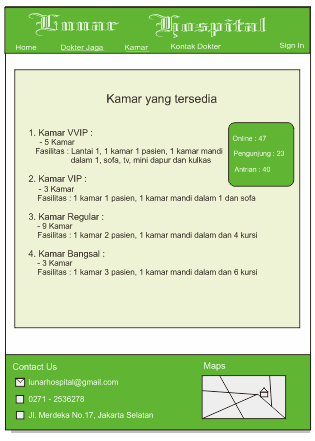 Lunar Hospital
Home Dokter Jaga Kamar Kontak Dokter Sign In
Kamar yang tersedia
1. Kamar VVIP :
- 5 Kamar
Fasilitas : Lantai 1, 1 kamar 1 pasien, 1 kamar mandi
dalam 1, sofa, tv, mini dapur dan kulkas
Online : 47
Pengunjung : 23
Antrian : 40
2. Kamar VIP :
- 3 Kamar
Fasilitas : 1 kamar 1 pasien, 1 kamar mandi dalam 1 dan sofa
3. Kamar Regular :
- 9 Kamar
Fasilitas : 1 kamar 2 pasien, 1 kamar mandi dalam dan 4 kursi
4. Kamar Bangsal :
- 3 Kamar
Fasilitas : 1 kamar 3 pasien, 1 kamar mandi dalam dan 6 kursi
Contact Us
lunarhospital@gmail.com
0271 - 2536278
Jl. Merdeka No.17, Jakarta Selatan
Maps